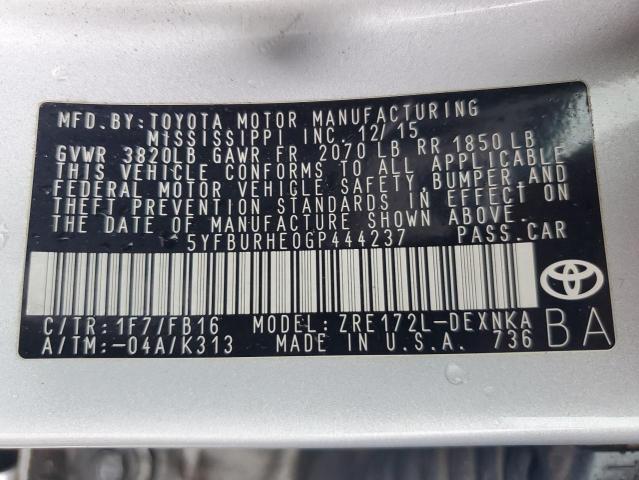 MFD.BY:TOYOTA MOTOR MANUFACTURING
MISSISSIPPI INC. 12/15
GVWR 3820LB GAWR FR 2070 LB RR 1850 LB
THIS VEHICLE CONFORMS TO ALL APPLICABLE
FEDERAL MOTOR VEHICLE SAFETY,BUMPER,AND
THEFT PREVENTION STANDARDS IN EFFECT ON
THE DATE OF MANUFACTURE SHOWN ABOVE.
5YFBURHE0GP444237 PASS.CAR
C/TR:1F7/FB16 MODEL:ZRE172L-DEXNKA
A/TM:-04A/K313 MADE IN U.S.A. 736
BA